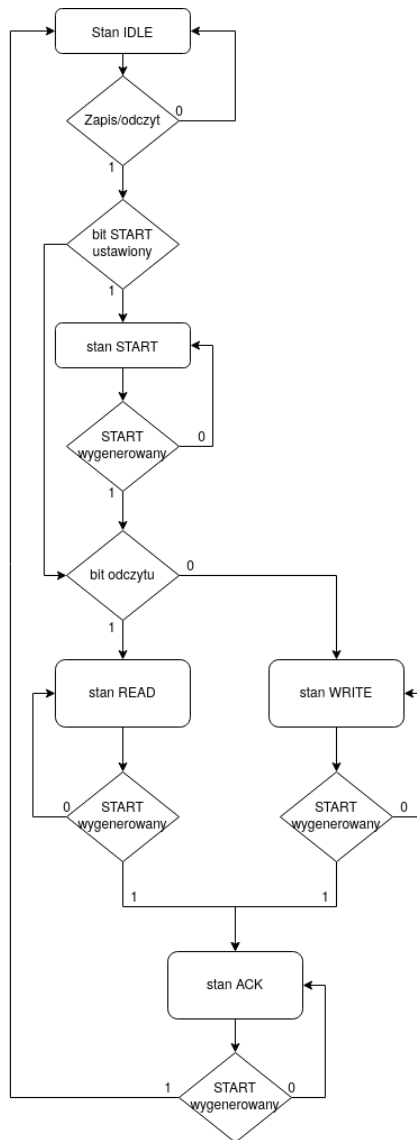 Stan IDLE
Zapis/odczyt
0
1
bit START
ustawiony
1
stan START
START
wygenerowany
0
1
bit odczytu
0
1
stan READ
stan WRITE
START
wygenerowany
0
START
wygenerowany
0
1
1
stan ACK
START
wygenerowany
1
0